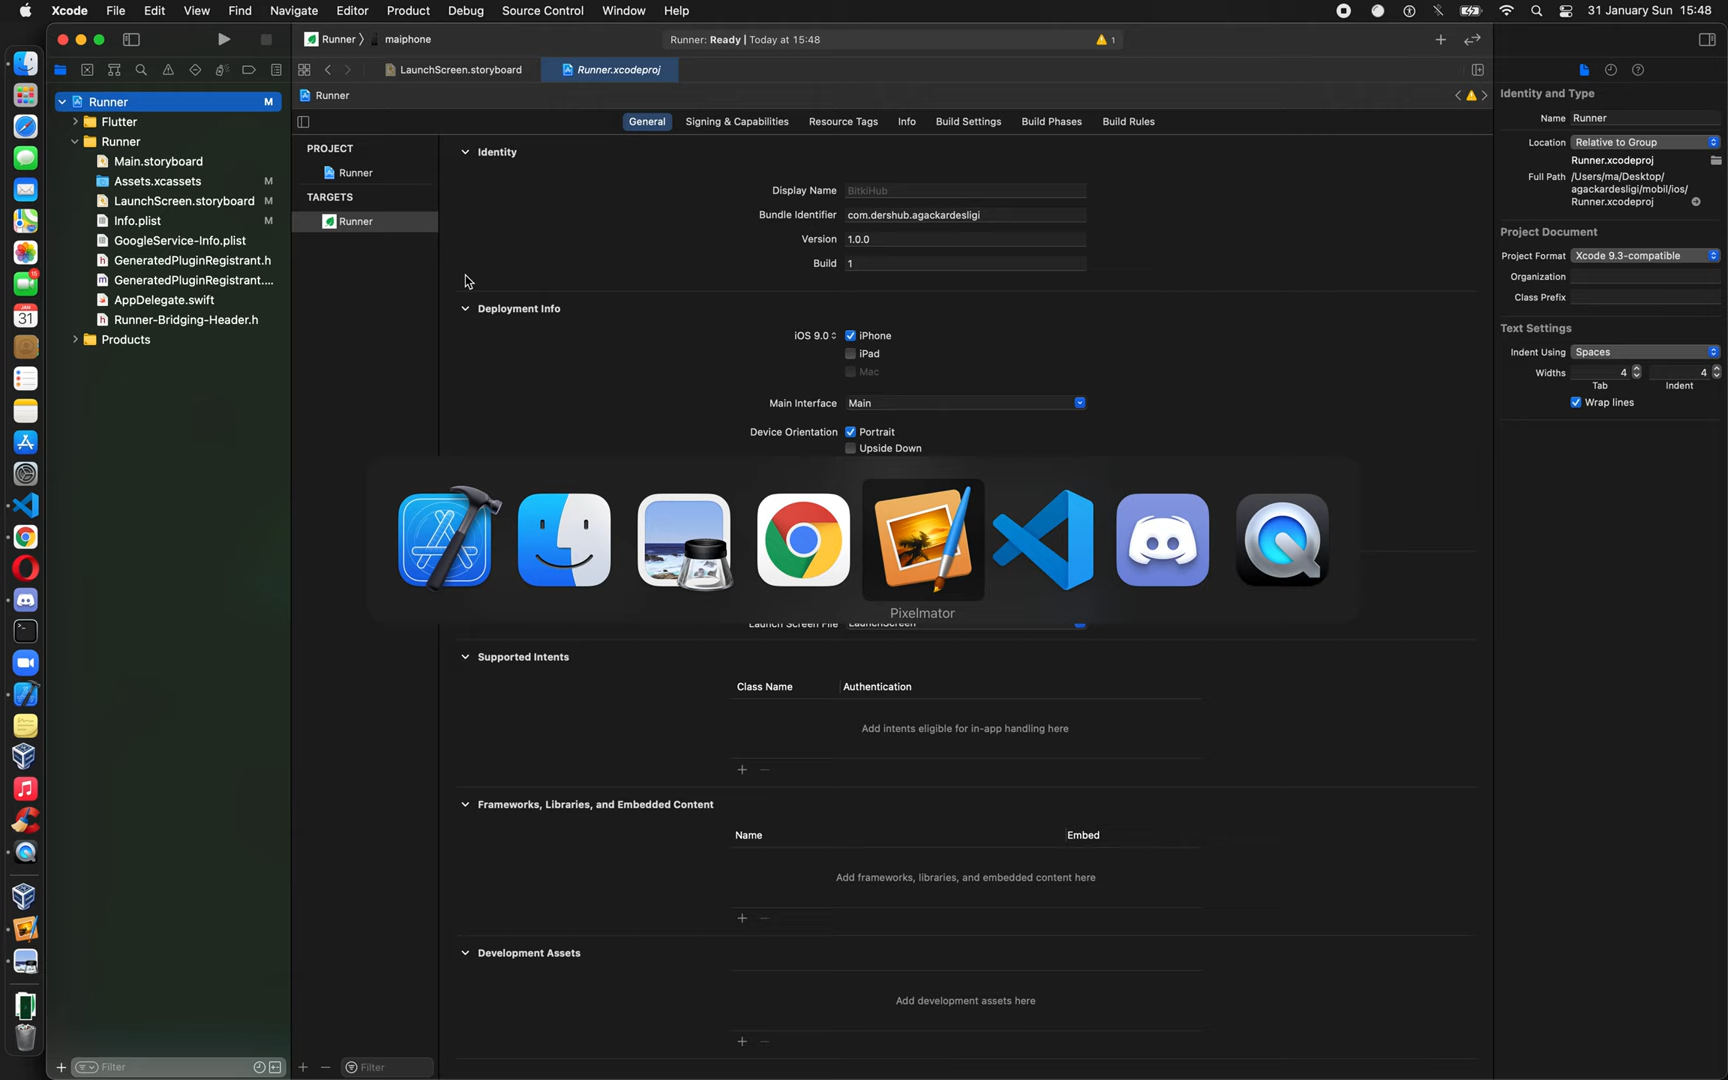 Xcode File Edit View Find Navigate Editor Product Debug Source Control Window Help 31 January Sun 15:48
Runner maiphone Runner: Ready | Today at 15:48 1
LaunchScreen.storyboard Runner.xcodeproj
Runner
General Signing & Capabilities Resource Tags Info Build Settings Build Phases Build Rules
Runner M
Flutter
Runner
Main.storyboard
Assets.xcassets M
LaunchScreen.storyboard M
Info.plist M
GoogleService-Info.plist
GeneratedPluginRegistrant.h
GeneratedPluginRegistrant....
AppDelegate.swift
Runner-Bridging-Header.h
Products
PROJECT
Runner
TARGETS
Runner
Identity
Display Name BitkiHub
Bundle Identifier com.dershub.agackardesligi
Version 1.0.0
Build 1
Deployment Info
iOS 9.0 iPhone
iPad
Mac
Main Interface Main
Device Orientation Portrait
Upside Down
Pixelmator
Launch Screen File LaunchScreen
Supported Intents
Class Name Authentication
Add intents eligible for in-app handling here
Frameworks, Libraries, and Embedded Content
Name Embed
Add frameworks, libraries, and embedded content here
Development Assets
Add development assets here
Filter
Filter
Identity and Type
Name Runner
Location Relative to Group
Runner.xcodeproj
Full Path /Users/ma/Desktop/
agackardesligi/mobil/ios/
Runner.xcodeproj
Project Document
Project Format Xcode 9.3-compatible
Organization
Class Prefix
Text Settings
Indent Using Spaces
Widths 4 4
Tab Indent
Wrap lines
JAN
31
15